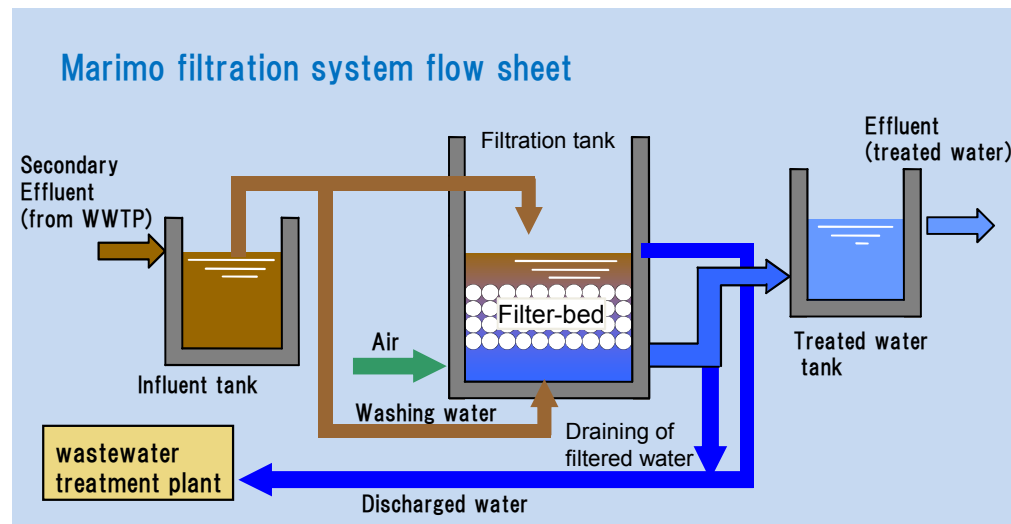 Marimo filtration system flow sheet
Filtration tank
Effluent
(treated water)
Secondary
Effluent
(from WWTP)
Filter-bed
Air
Treated water
tank
Influent tank
Washing water
Draining of
filtered water
wastewater
treatment plant
Discharged water